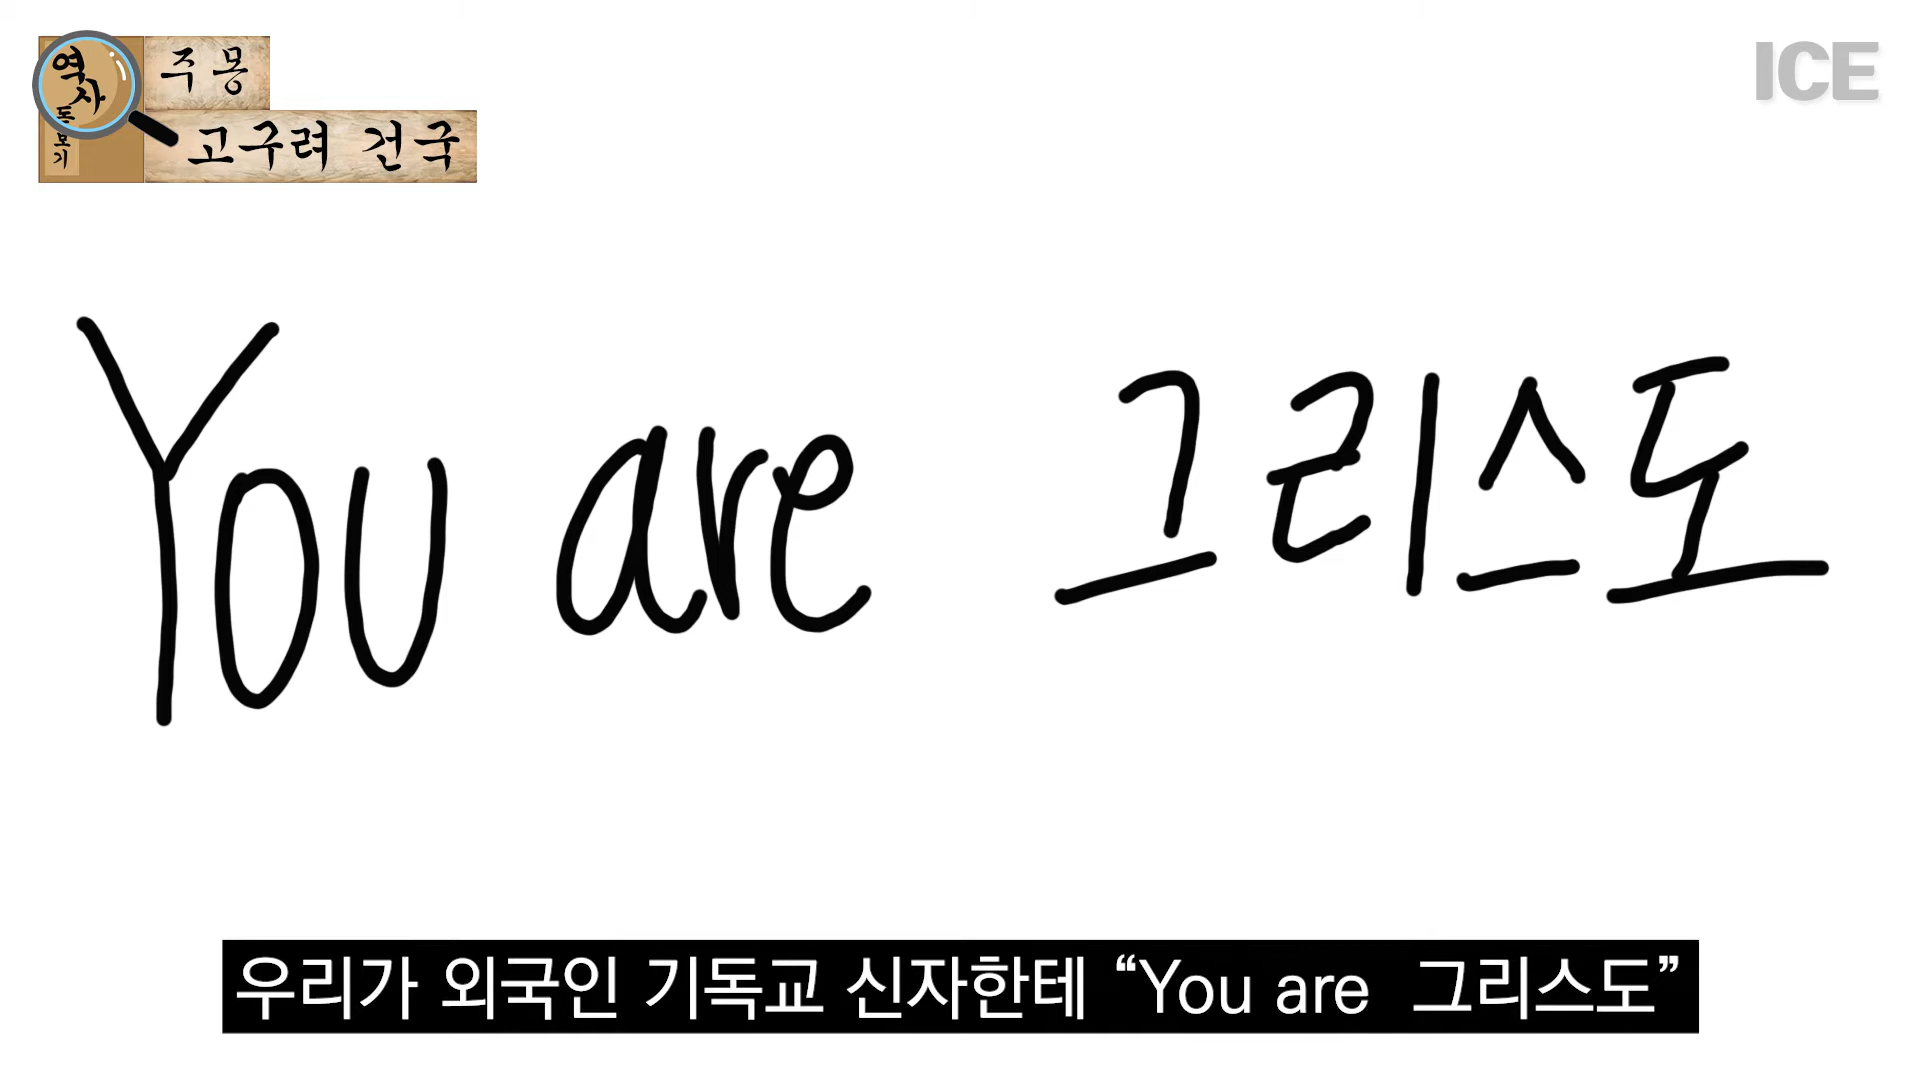 역사
돋보기
주몽
고구려 건국
ICE
You are 그리스도
우리가 외국인 기독교 신자한테 “You are 그리스도”